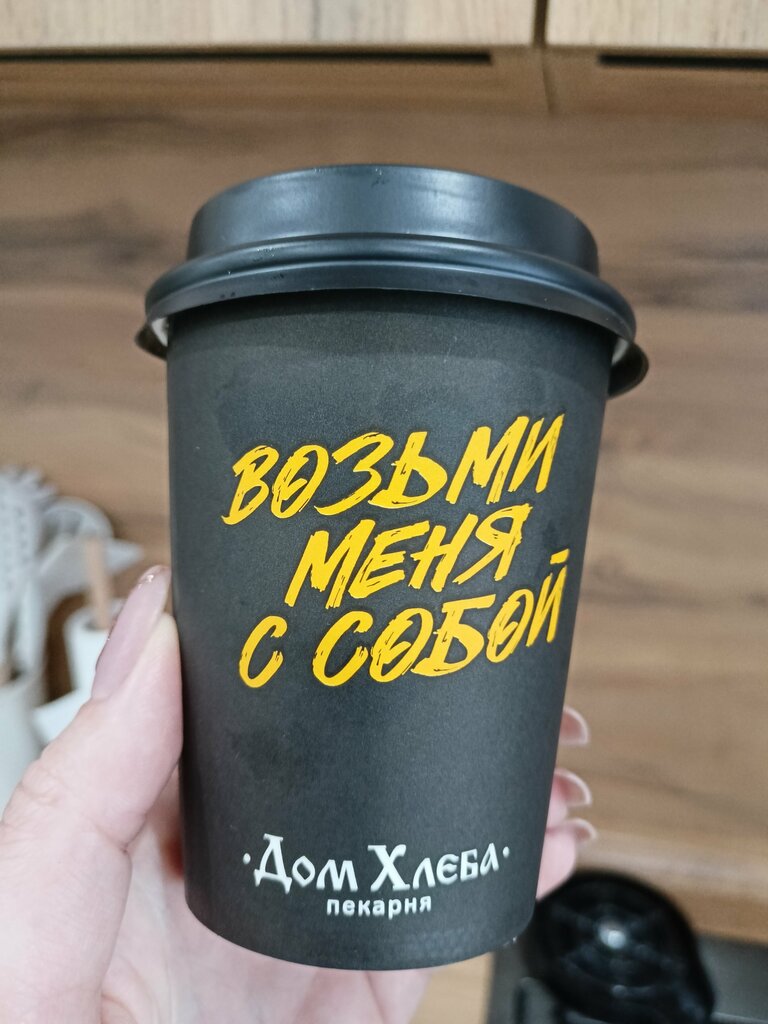 ВОЗЬМИ
МЕНЯ
С СОБОЙ
·Дом Хлеба·
пекарня